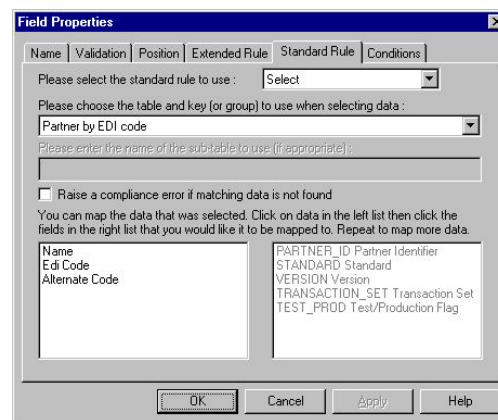 Field Properties
Name Validation Position Extended Rule Standard Rule Conditions
Please select the standard rule to use : Select
Please choose the table and key (or group) to use when selecting data :
Partner by EDI code
Please enter the name of the sub-table to use (if appropriate) :
Raise a compliance error if matching data is not found
You can map the data that was selected. Click on data in the left list then click the
fields in the right list that you would like it to be mapped to. Repeat to map more data.
Name
Edi Code
Alternate Code
PARTNER_ID Partner Identifier
STANDARD Standard
VERSION Version
TRANSACTION_SET Transaction Set
TEST_PROD Test/Production Flag
OK Cancel Apply Help